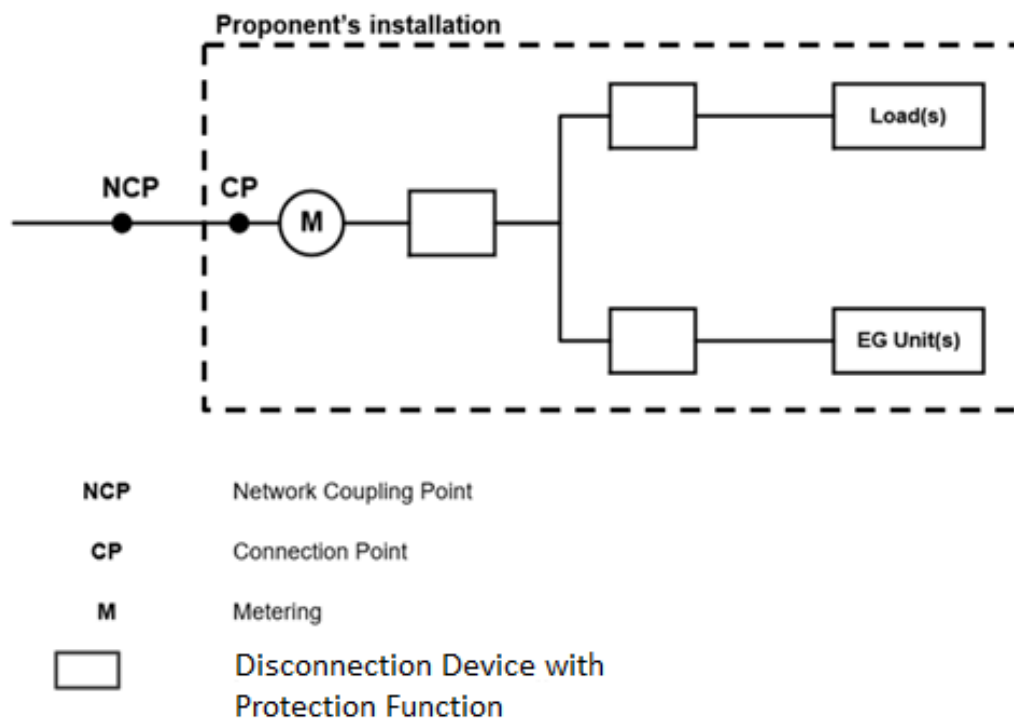 Proponent's installation
Load(s)
NCP
CP
M
EG Unit(s)
NCP Network Coupling Point
CP Connection Point
M Metering
Disconnection Device with
Protection Function